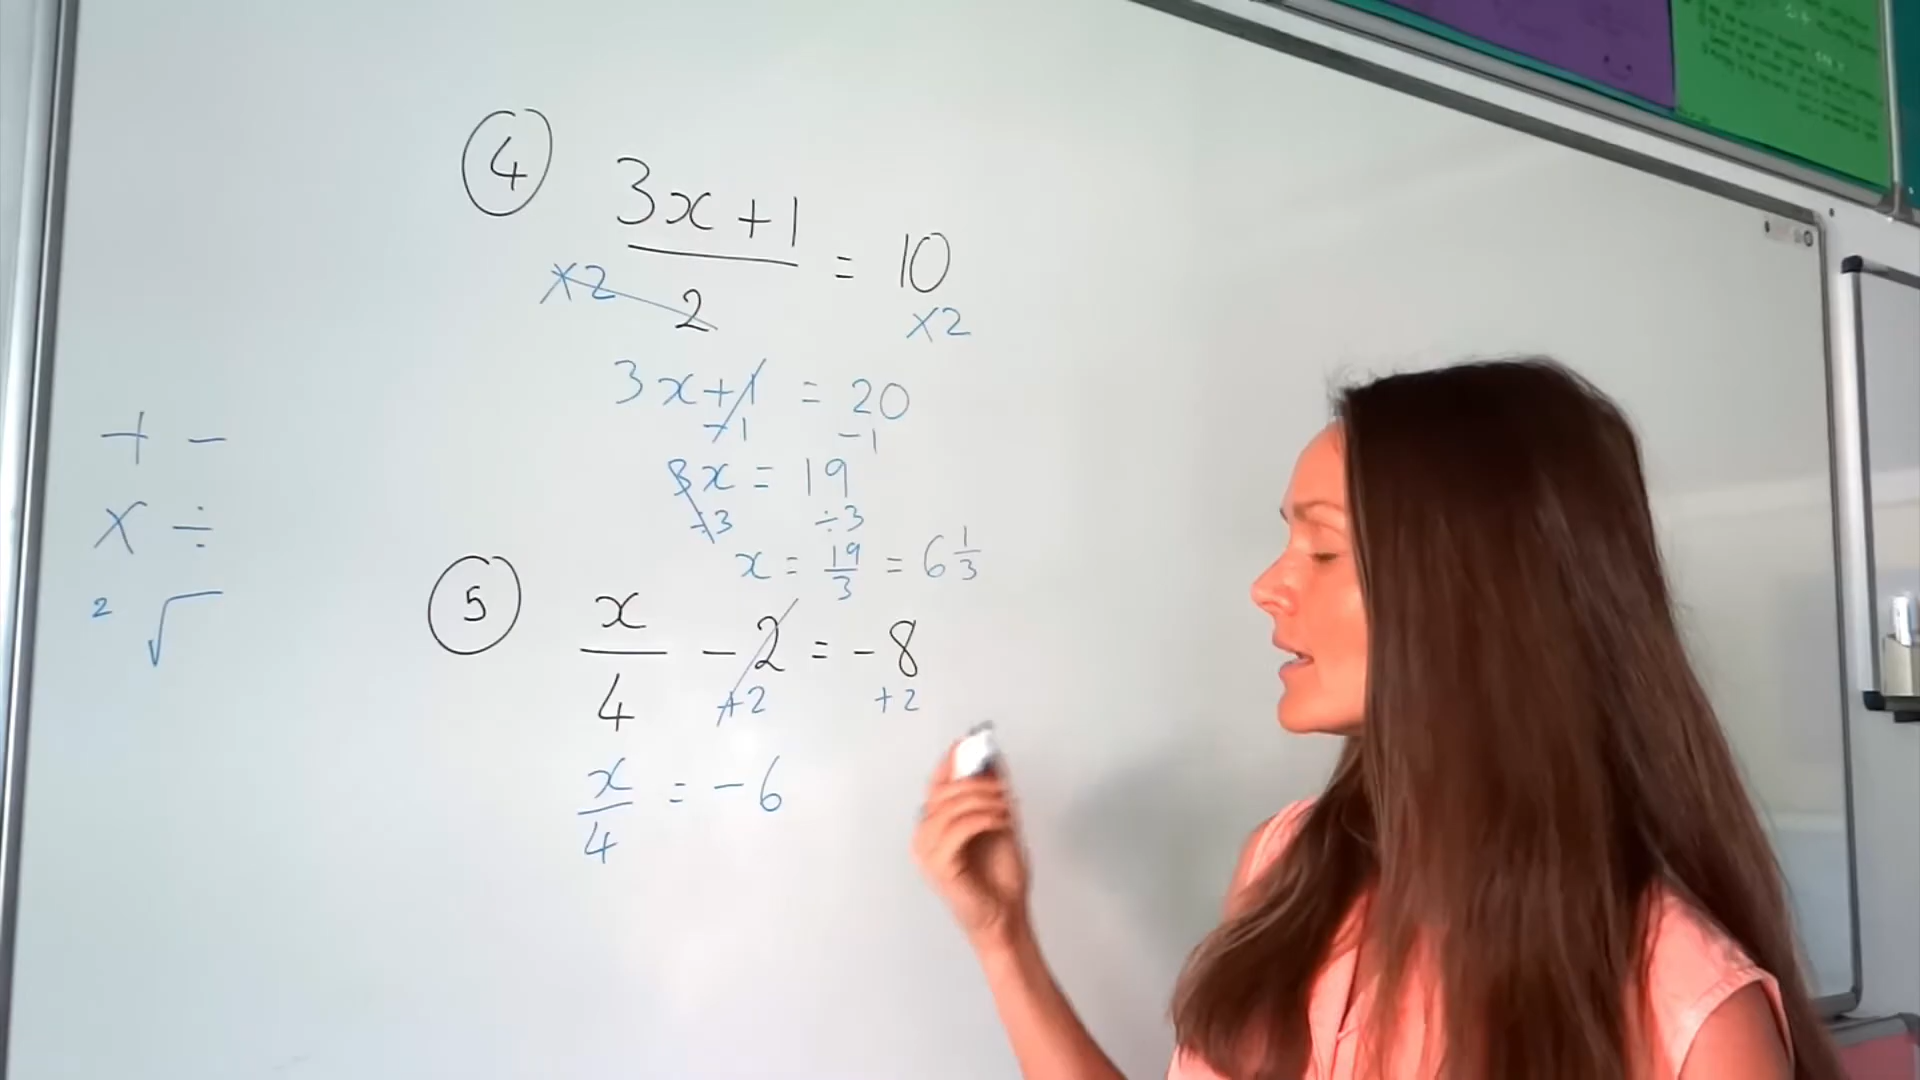 4
3x + 1
/ 2 = 10
×2 ×2
3x + 1 = 20
-1 -1
3x = 19
÷3 ÷3
x = 19/3 = 6 1/3
+ -
× ÷
2 √
5
x/4 - 2 = -8
+2 +2
x/4 = -6